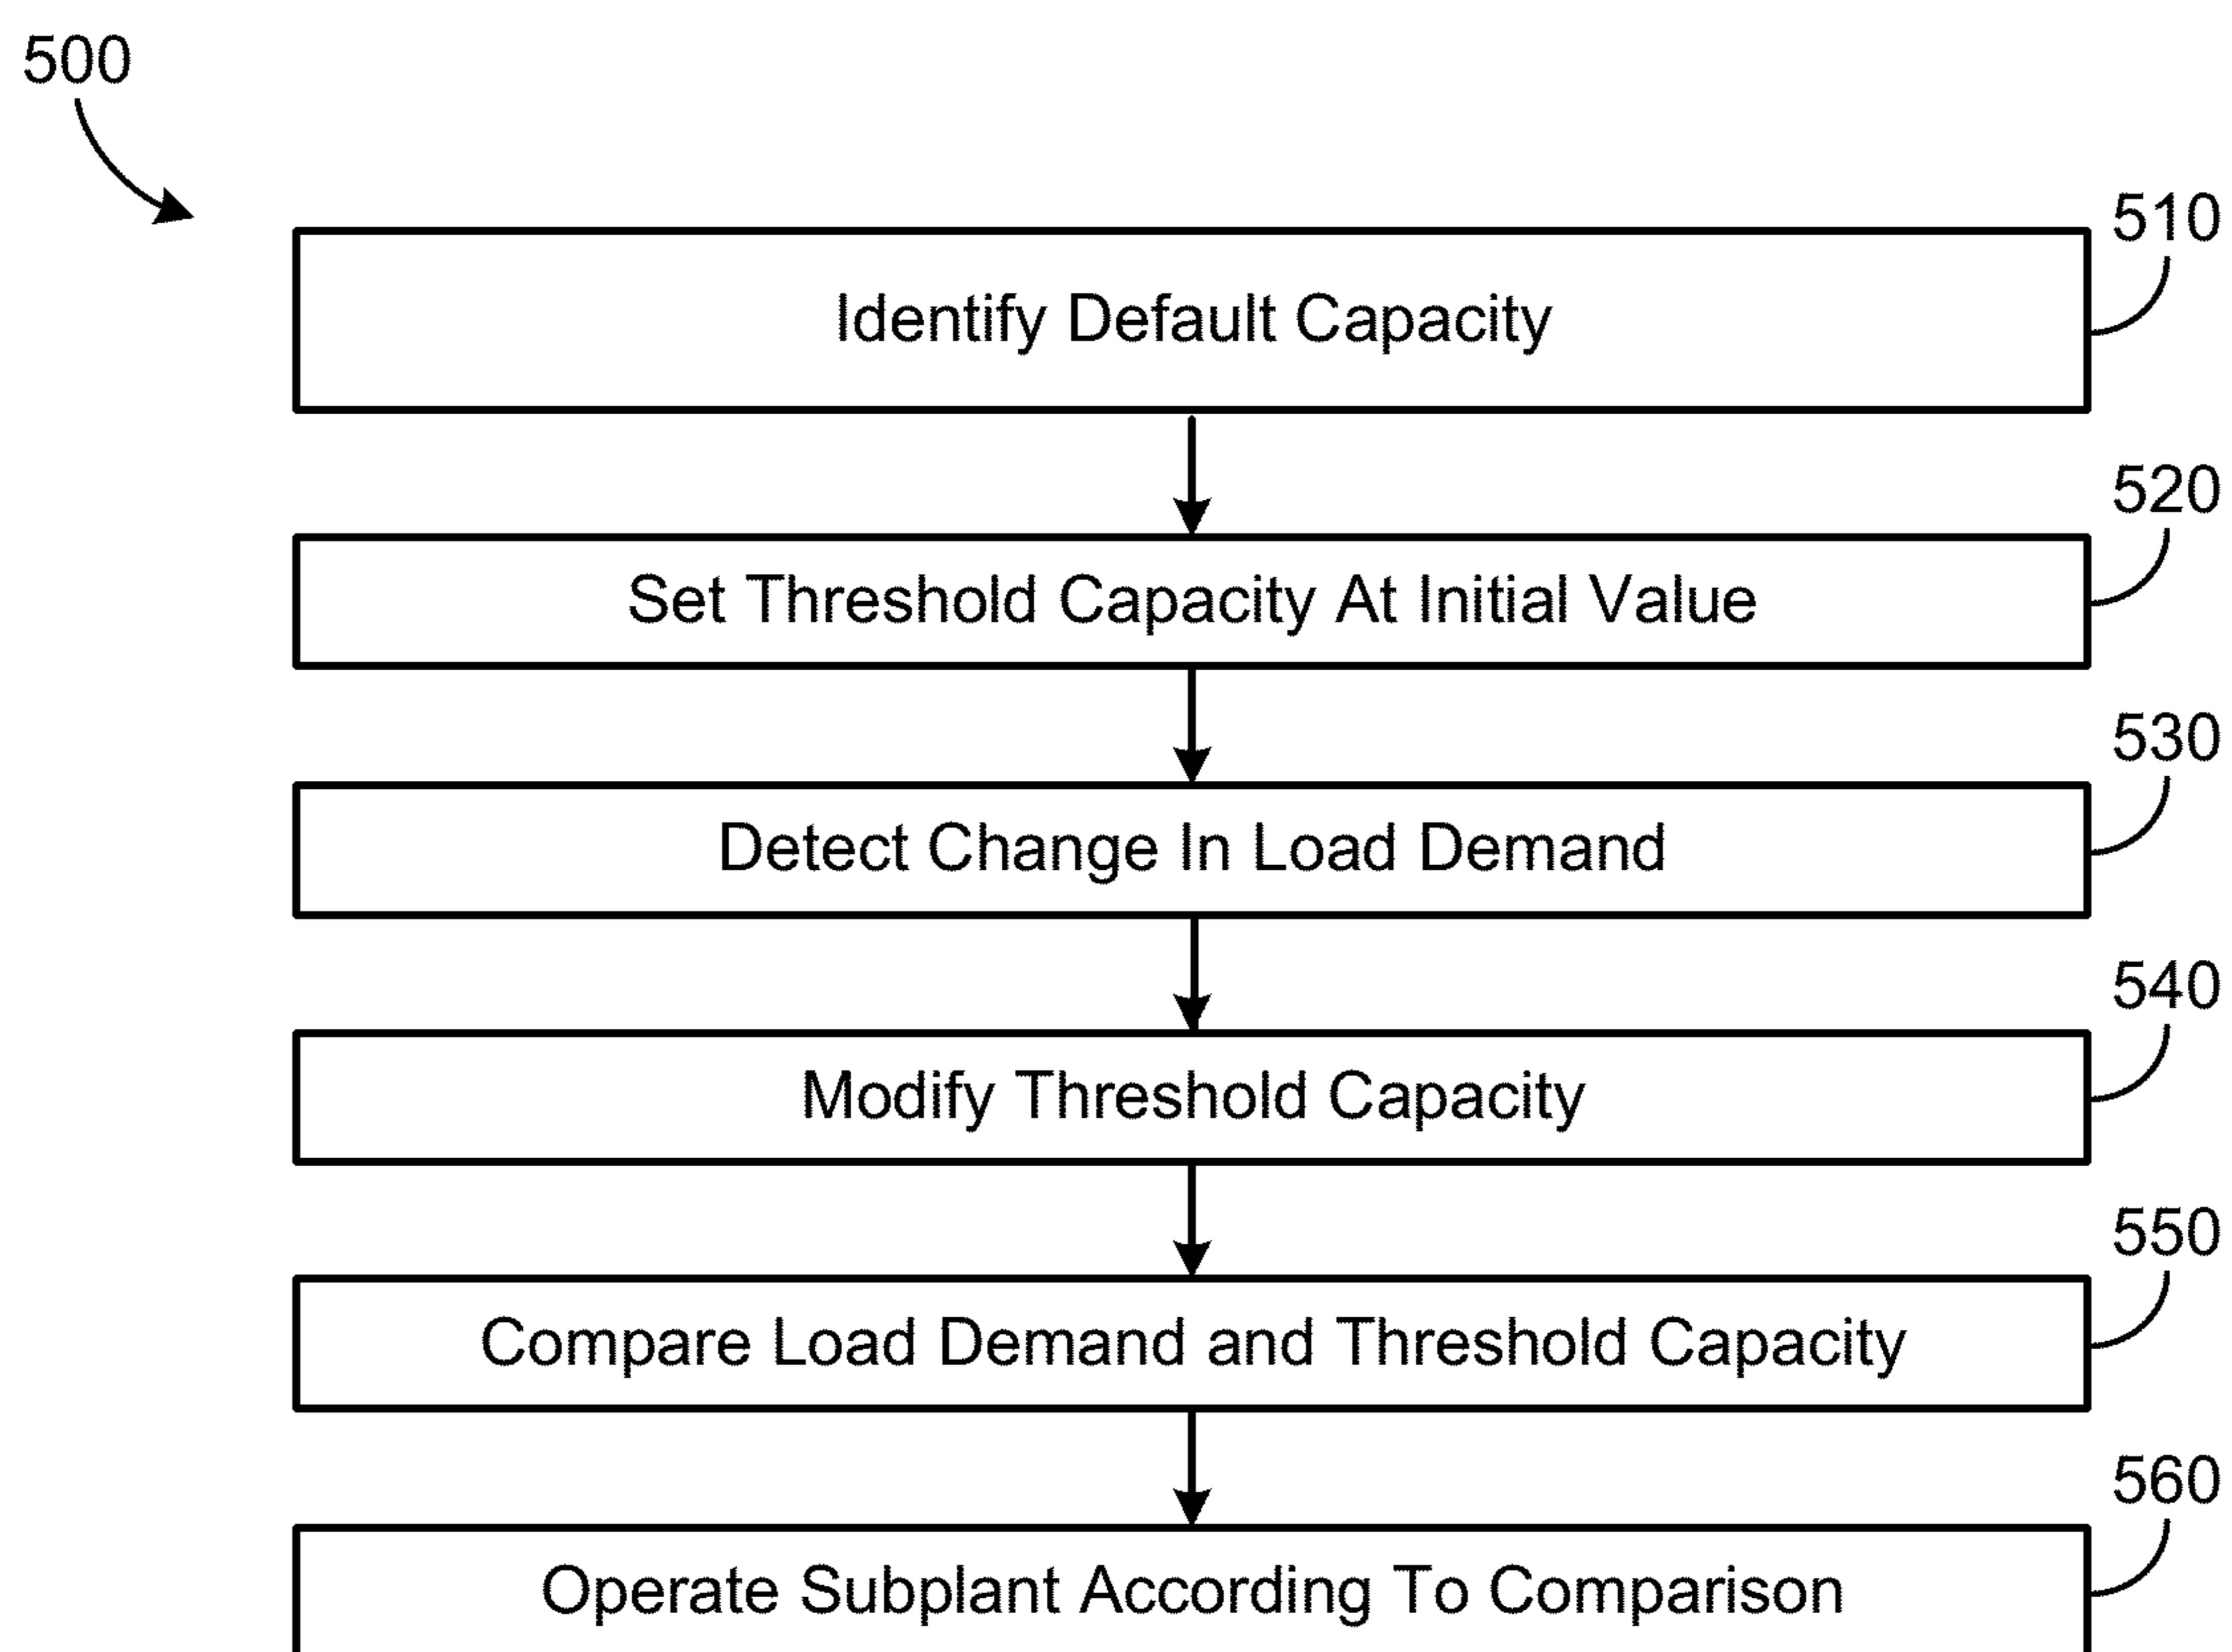 500
510
Identify Default Capacity
520
Set Threshold Capacity At Initial Value
530
Detect Change In Load Demand
540
Modify Threshold Capacity
550
Compare Load Demand and Threshold Capacity
560
Operate Subplant According To Comparison